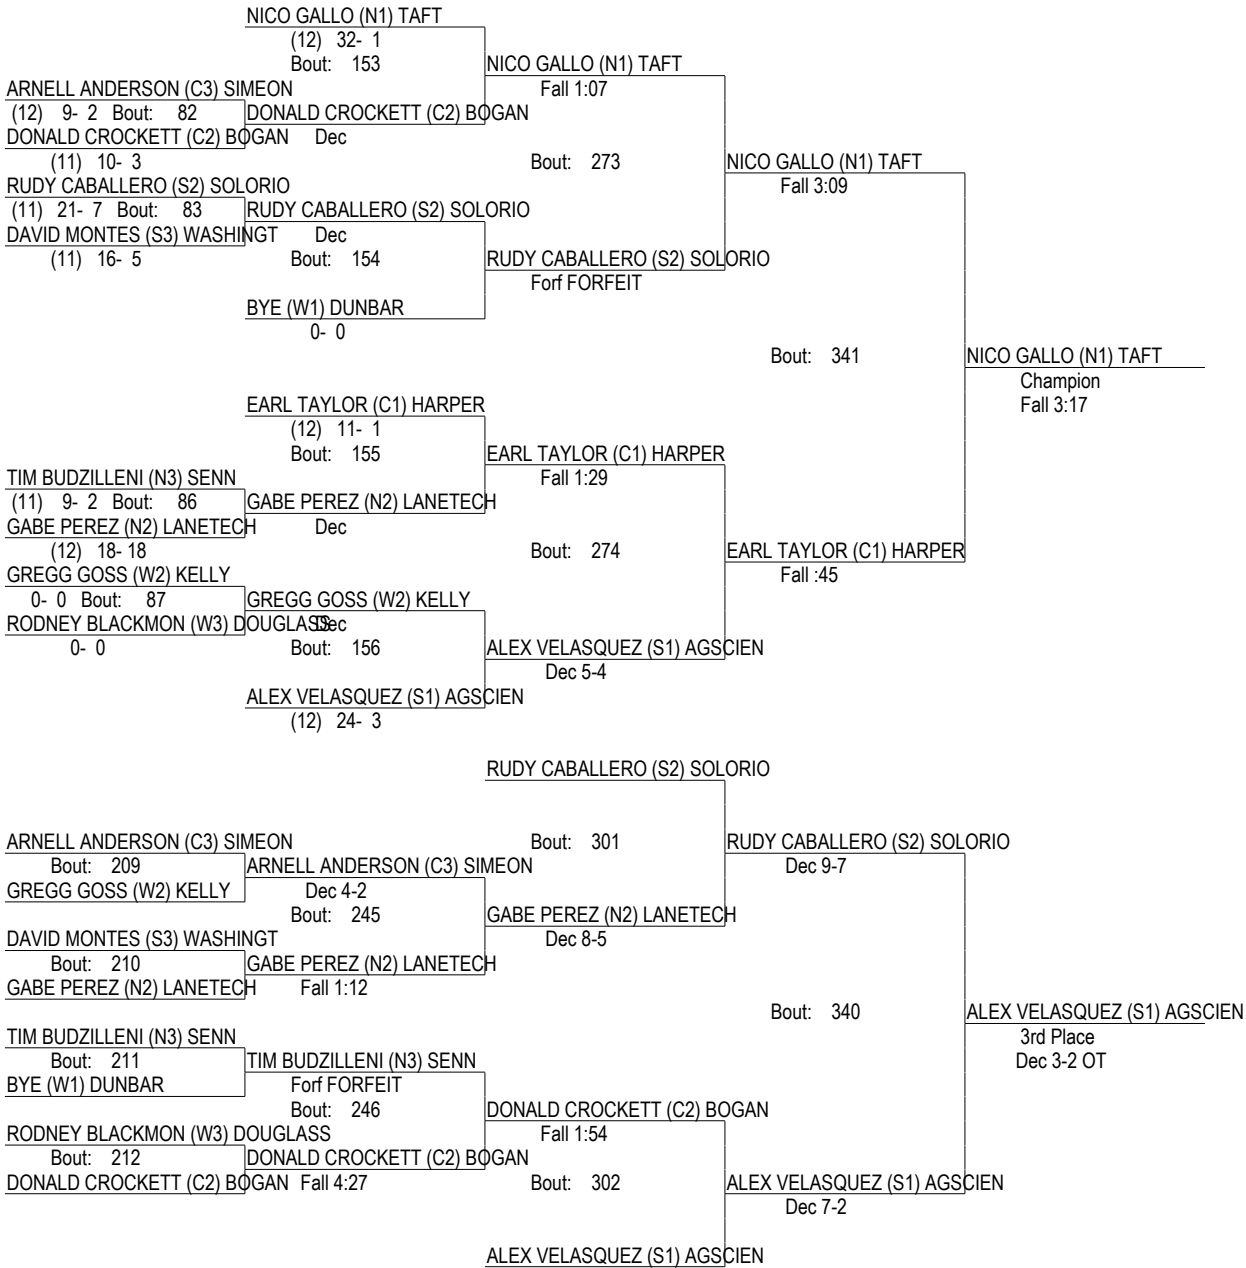 NICO GALLO (N1) TAFT
(12) 32- 1
Bout: 153
NICO GALLO (N1) TAFT
ARNELL ANDERSON (C3) SIMEON
Fall 1:07
(12) 9- 2 Bout: 82
DONALD CROCKETT (C2) BOGAN
DONALD CROCKETT (C2) BOGAN
Dec
(11) 10- 3
Bout: 273
NICO GALLO (N1) TAFT
RUDY CABALLERO (S2) SOLORIO
Fall 3:09
(11) 21- 7 Bout: 83
RUDY CABALLERO (S2) SOLORIO
DAVID MONTES (S3) WASHINGT
Dec
(11) 16- 5
Bout: 154
RUDY CABALLERO (S2) SOLORIO
Forf FORFEIT
BYE (W1) DUNBAR
0- 0
Bout: 341
NICO GALLO (N1) TAFT
Champion
EARL TAYLOR (C1) HARPER
Fall 3:17
(12) 11- 1
Bout: 155
EARL TAYLOR (C1) HARPER
TIM BUDZILLENI (N3) SENN
Fall 1:29
(11) 9- 2 Bout: 86
GABE PEREZ (N2) LANETECH
GABE PEREZ (N2) LANETECH
Dec
(12) 18- 18
Bout: 274
EARL TAYLOR (C1) HARPER
GREGG GOSS (W2) KELLY
Fall :45
0- 0 Bout: 87
GREGG GOSS (W2) KELLY
RODNEY BLACKMON (W3) DOUGLASS
Dec
0- 0
Bout: 156
ALEX VELASQUEZ (S1) AGSCIEN
Dec 5-4
ALEX VELASQUEZ (S1) AGSCIEN
(12) 24- 3
RUDY CABALLERO (S2) SOLORIO
ARNELL ANDERSON (C3) SIMEON
Bout: 301
RUDY CABALLERO (S2) SOLORIO
Bout: 209
ARNELL ANDERSON (C3) SIMEON
Dec 9-7
GREGG GOSS (W2) KELLY
Dec 4-2
Bout: 245
GABE PEREZ (N2) LANETECH
DAVID MONTES (S3) WASHINGT
Dec 8-5
Bout: 210
GABE PEREZ (N2) LANETECH
GABE PEREZ (N2) LANETECH
Fall 1:12
Bout: 340
ALEX VELASQUEZ (S1) AGSCIEN
TIM BUDZILLENI (N3) SENN
3rd Place
Bout: 211
TIM BUDZILLENI (N3) SENN
Dec 3-2 OT
BYE (W1) DUNBAR
Forf FORFEIT
Bout: 246
DONALD CROCKETT (C2) BOGAN
RODNEY BLACKMON (W3) DOUGLASS
Fall 1:54
Bout: 212
DONALD CROCKETT (C2) BOGAN
DONALD CROCKETT (C2) BOGAN
Fall 4:27
Bout: 302
ALEX VELASQUEZ (S1) AGSCIEN
Dec 7-2
ALEX VELASQUEZ (S1) AGSCIEN